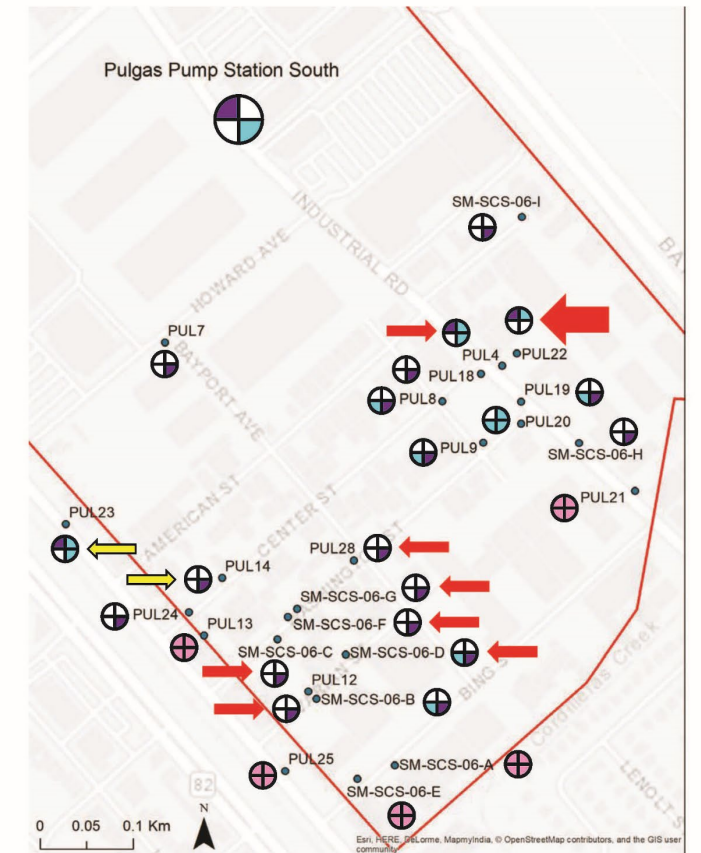 Pulgas Pump Station South
SM-SCS-06-I
INDUSTRIAL RD
HOWARD AVE
BAY
PUL7
BAYPORT AVE
PUL4
PUL22
PUL18
PUL8
PUL19
PUL20
PUL9
SM-SCS-06-H
PUL21
PUL23
AMERICAN ST
CENTER ST
PUL28
PUL14
SM-SCS-06-G
PUL24
SM-SCS-06-F
PUL13
SM-SCS-06-C
SM-SCS-06-D
PUL12
SM-SCS-06-B
BING S
Cordilleras Creek
PUL25
SM-SCS-06-A
SM-SCS-06-E
LENOLT S
82
N
0 0.05 0.1 Km
Esri, HERE, DeLorme, MapmyIndia, © OpenStreetMap contributors, and the GIS user
community